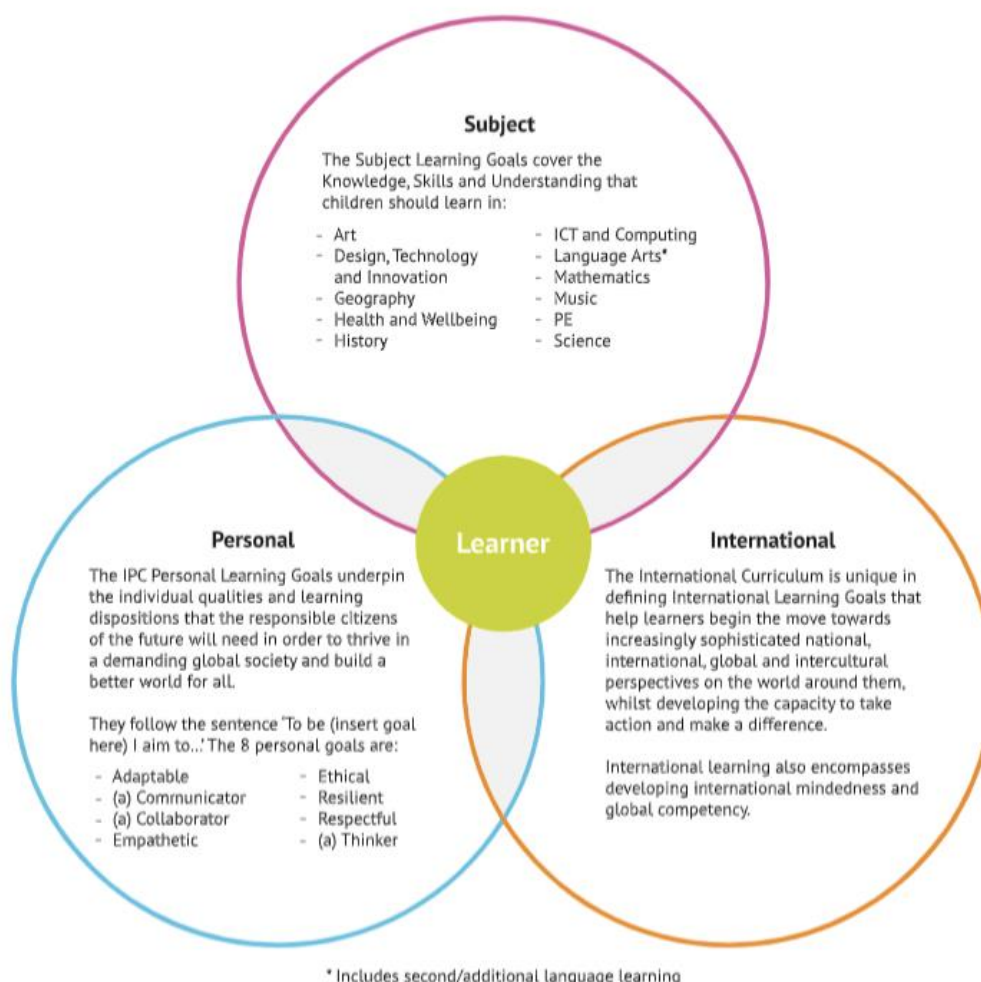 Subject
The Subject Learning Goals cover the
Knowledge, Skills and Understanding that
children should learn in:
- Art
- Design, Technology
and Innovation
- Geography
- Health and Wellbeing
- History
- ICT and Computing
- Language Arts*
- Mathematics
- Music
- PE
- Science
Learner
Personal
The IPC Personal Learning Goals underpin
the individual qualities and learning
dispositions that the responsible citizens
of the future will need in order to thrive in
a demanding global society and build a
better world for all.
They follow the sentence 'To be (insert goal
here) I aim to...' The 8 personal goals are:
- Adaptable
- (a) Communicator
- (a) Collaborator
- Empathetic
- Ethical
- Resilient
- Respectful
- (a) Thinker
International
The International Curriculum is unique in
defining International Learning Goals that
help learners begin the move towards
increasingly sophisticated national,
international, global and intercultural
perspectives on the world around them,
whilst developing the capacity to take
action and make a difference.
International learning also encompasses
developing international mindedness and
global competency.
* Includes second/additional language learning